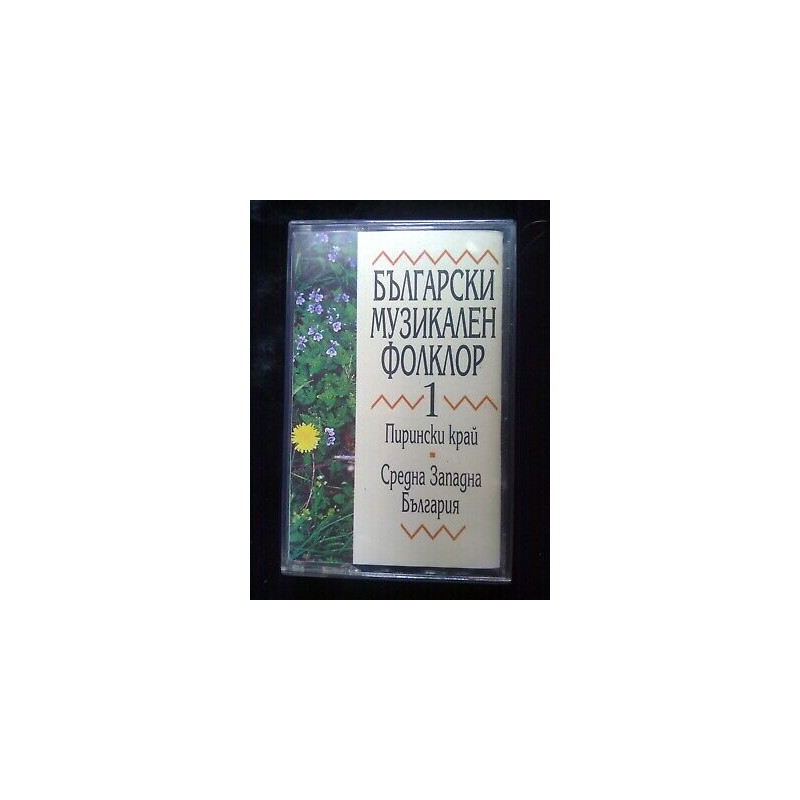 БЪЛГАРСКИ
МУЗИКАЛЕН
ФОЛКЛОР
1
Пирински край
Средна Западна
България